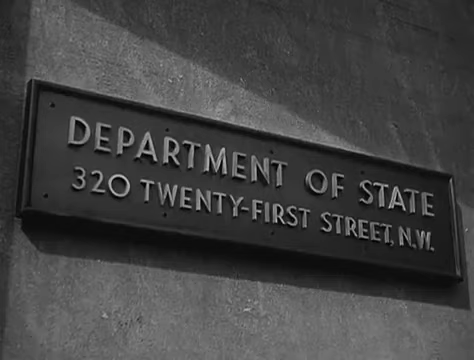 DEPARTMENT OF STATE
320 TWENTY-FIRST STREET, N.W.